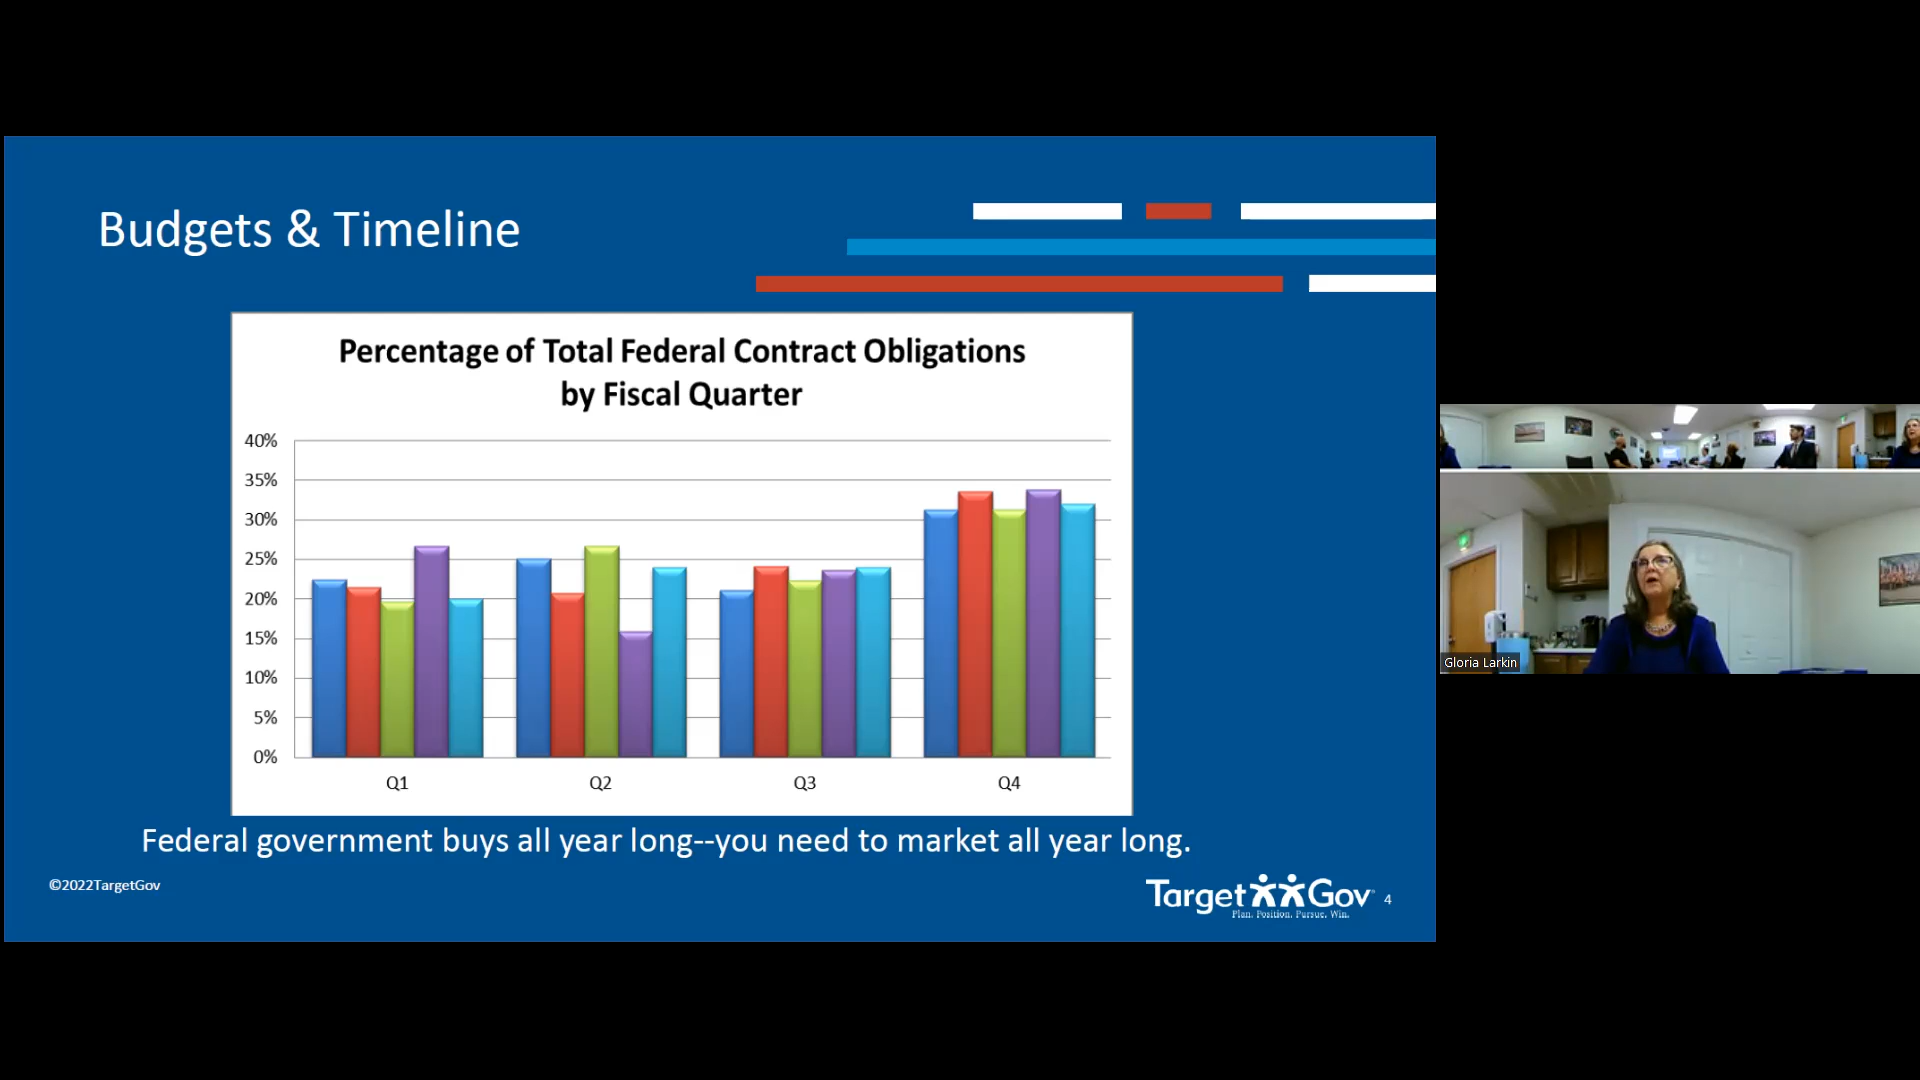 Budgets & Timeline
Percentage of Total Federal Contract Obligations
by Fiscal Quarter
40%
35%
30%
25%
20%
15%
10%
5%
0%
Q1 Q2 Q3 Q4
Federal government buys all year long--you need to market all year long.
©2022TargetGov
TargetGov
Plan. Position. Pursue. Win.
4
Gloria Larkin